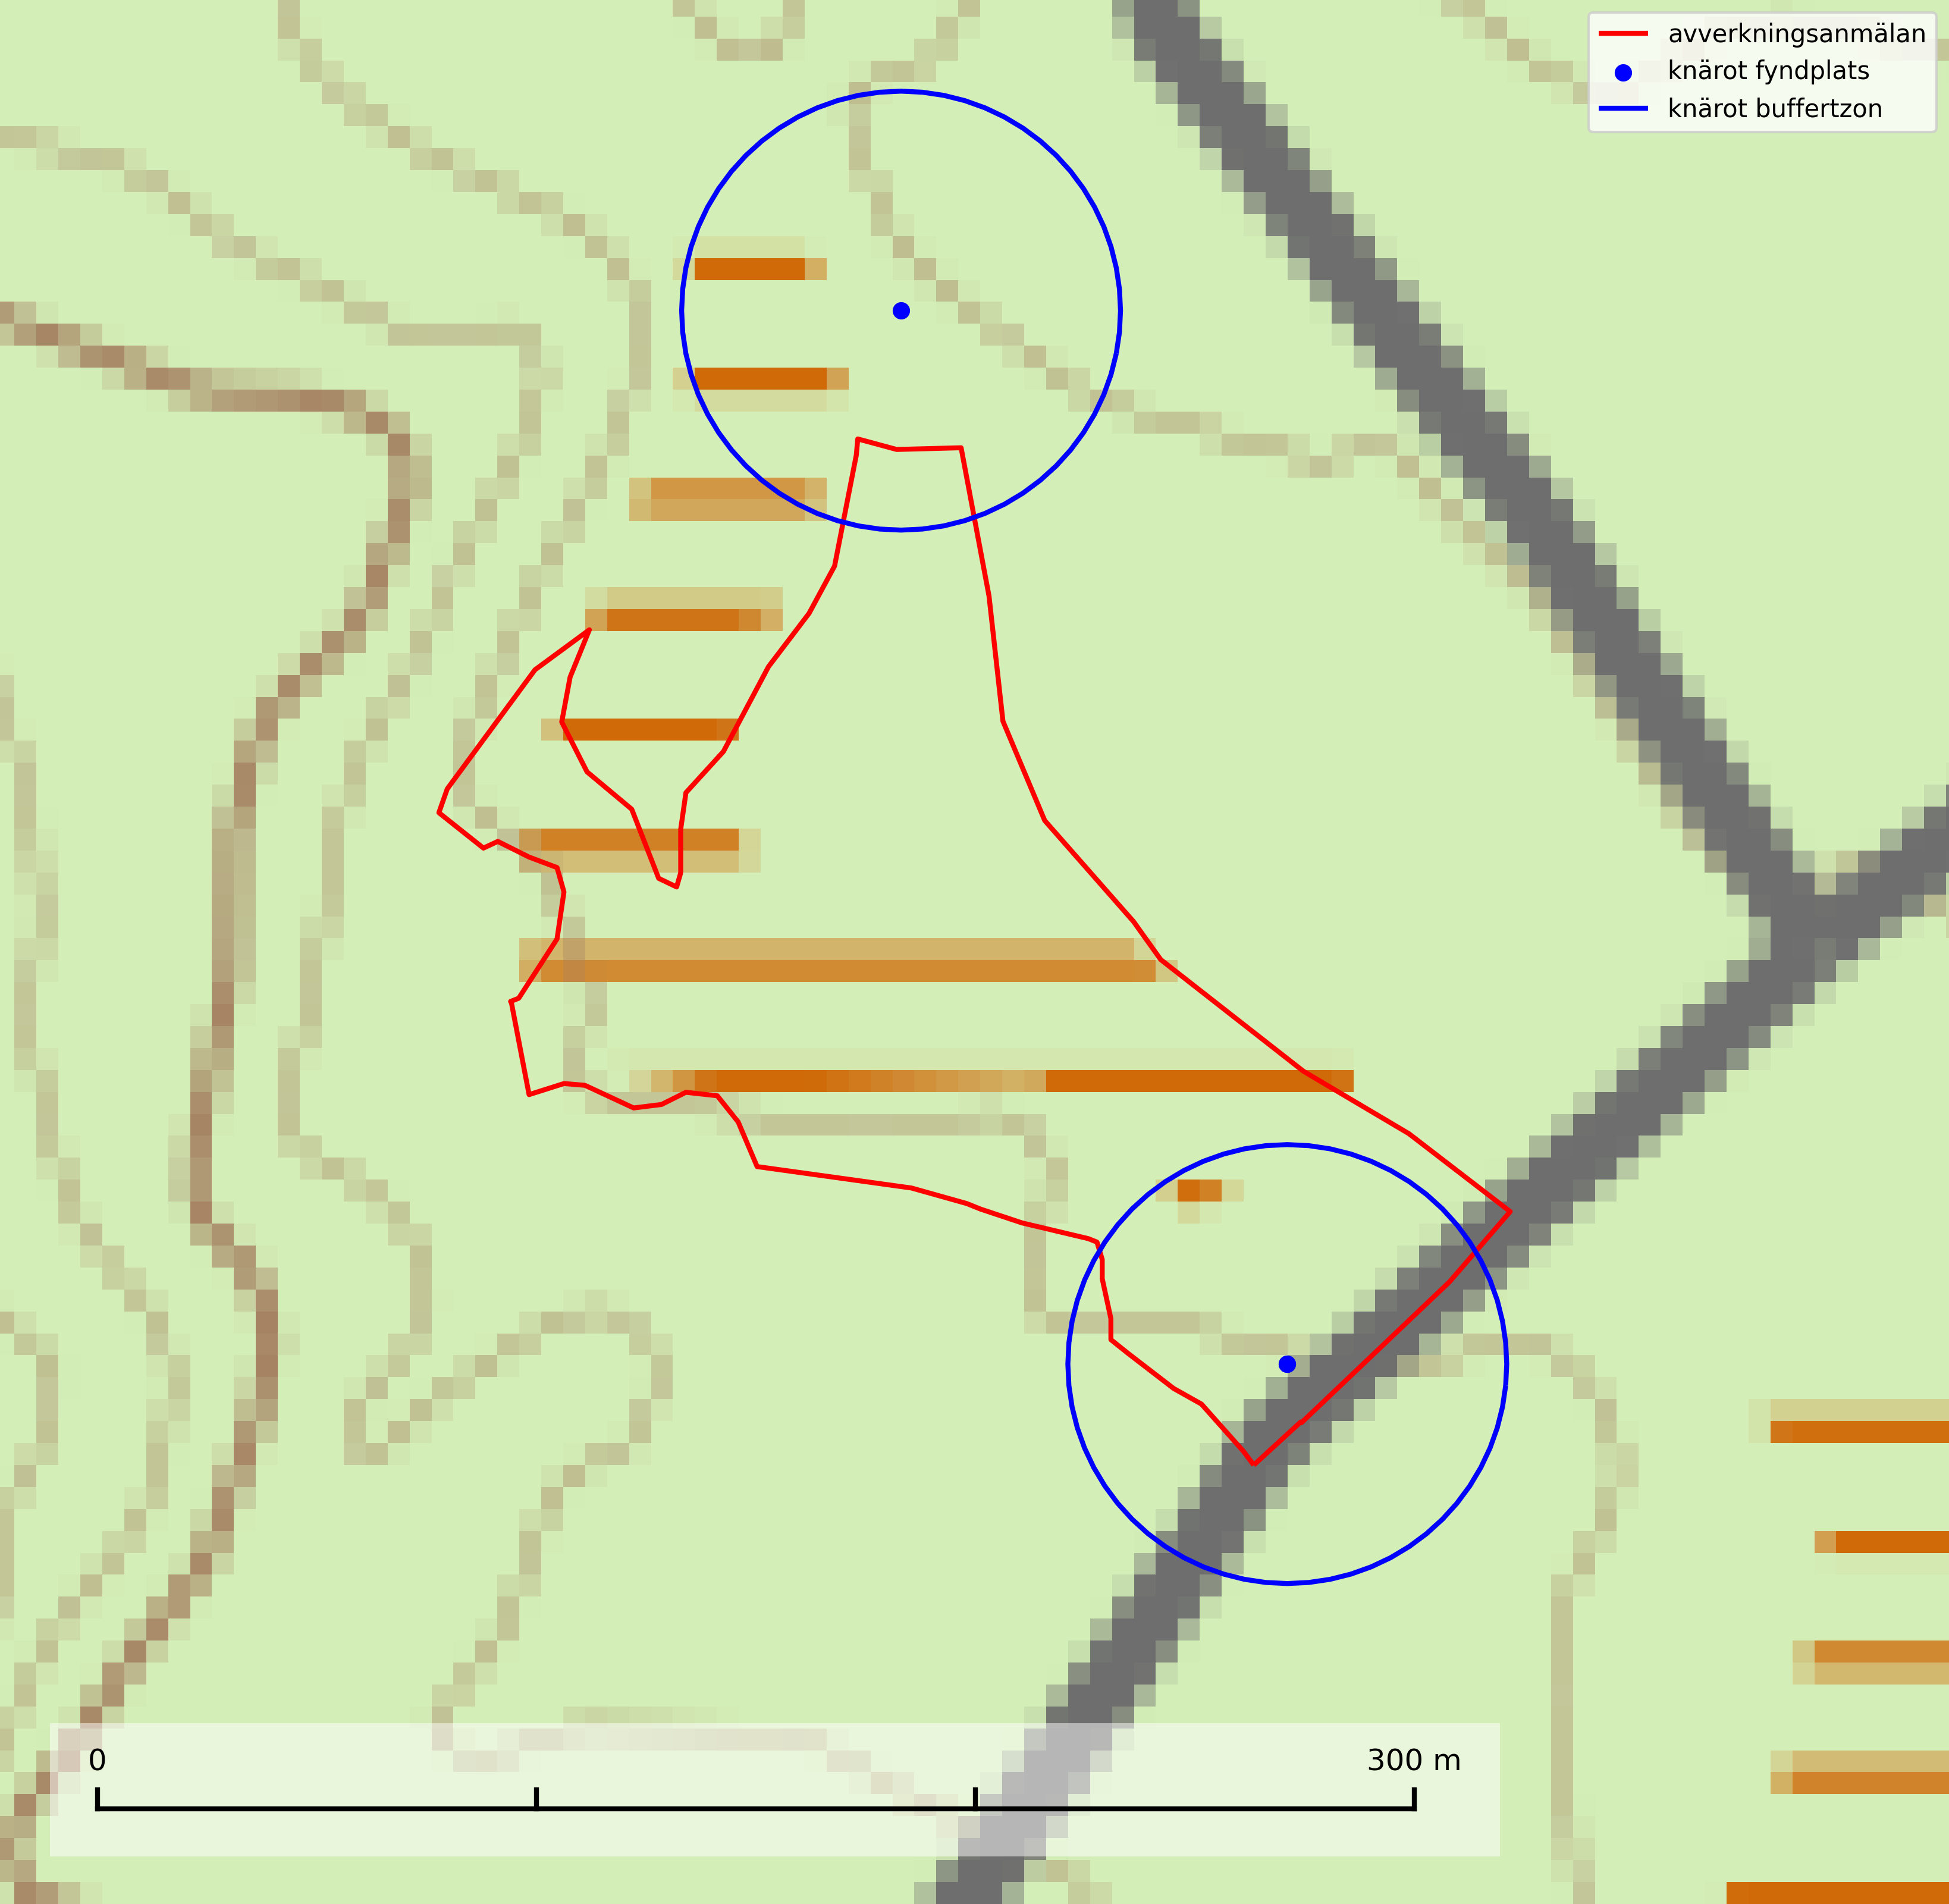 avverkningsanmälan
knärot fyndplats
knärot buffertzon
0 300 m